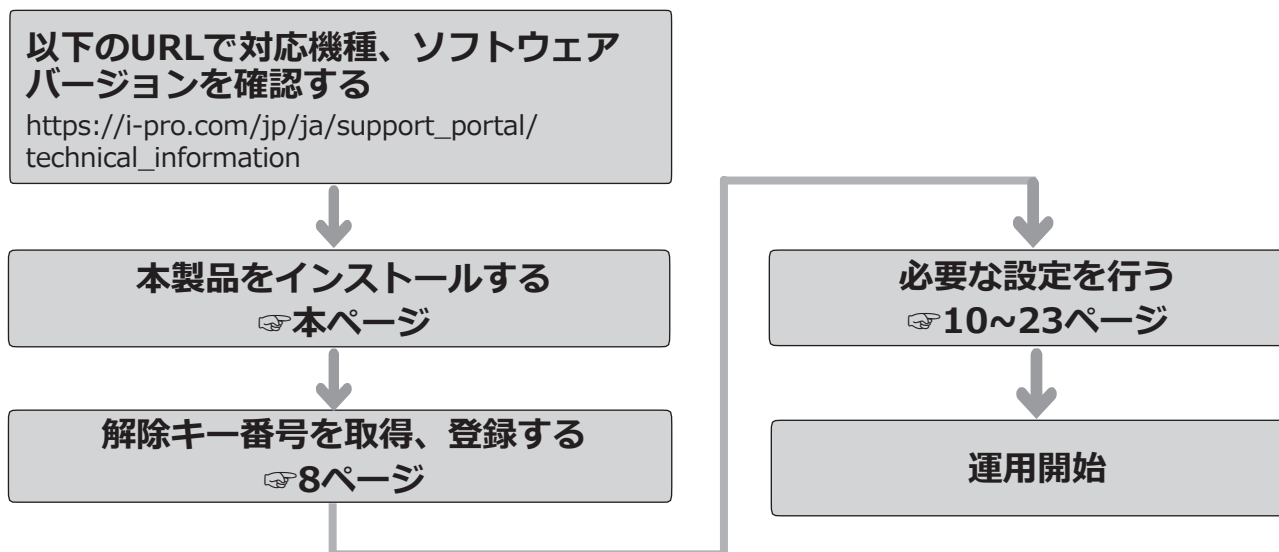 以下のURLで対応機種、ソフトウェア
バージョンを確認する
https://i-pro.com/jp/ja/support_portal/
technical_information
本製品をインストールする
☞本ページ
解除キー番号を取得、登録する
☞8ページ
必要な設定を行う
☞10~23ページ
運用開始